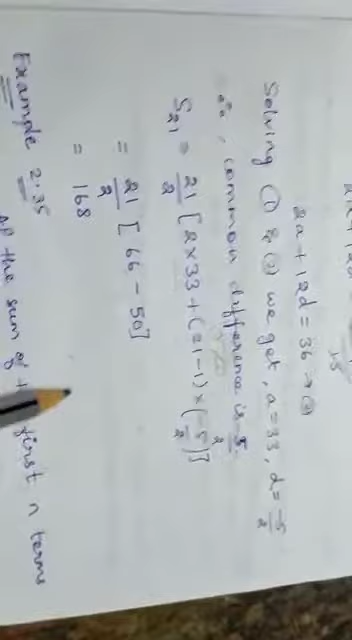 2a + 12d = 36 → ②
Solving ① & ② we get, a = 33, d = -5/2
∴, common difference is -5/2.
S₂₁ = 21/2 [2×33 + (21-1) × (-5/2)]
= 21/2 [66 - 50]
= 168
Example 2.35
the sum of first n terms